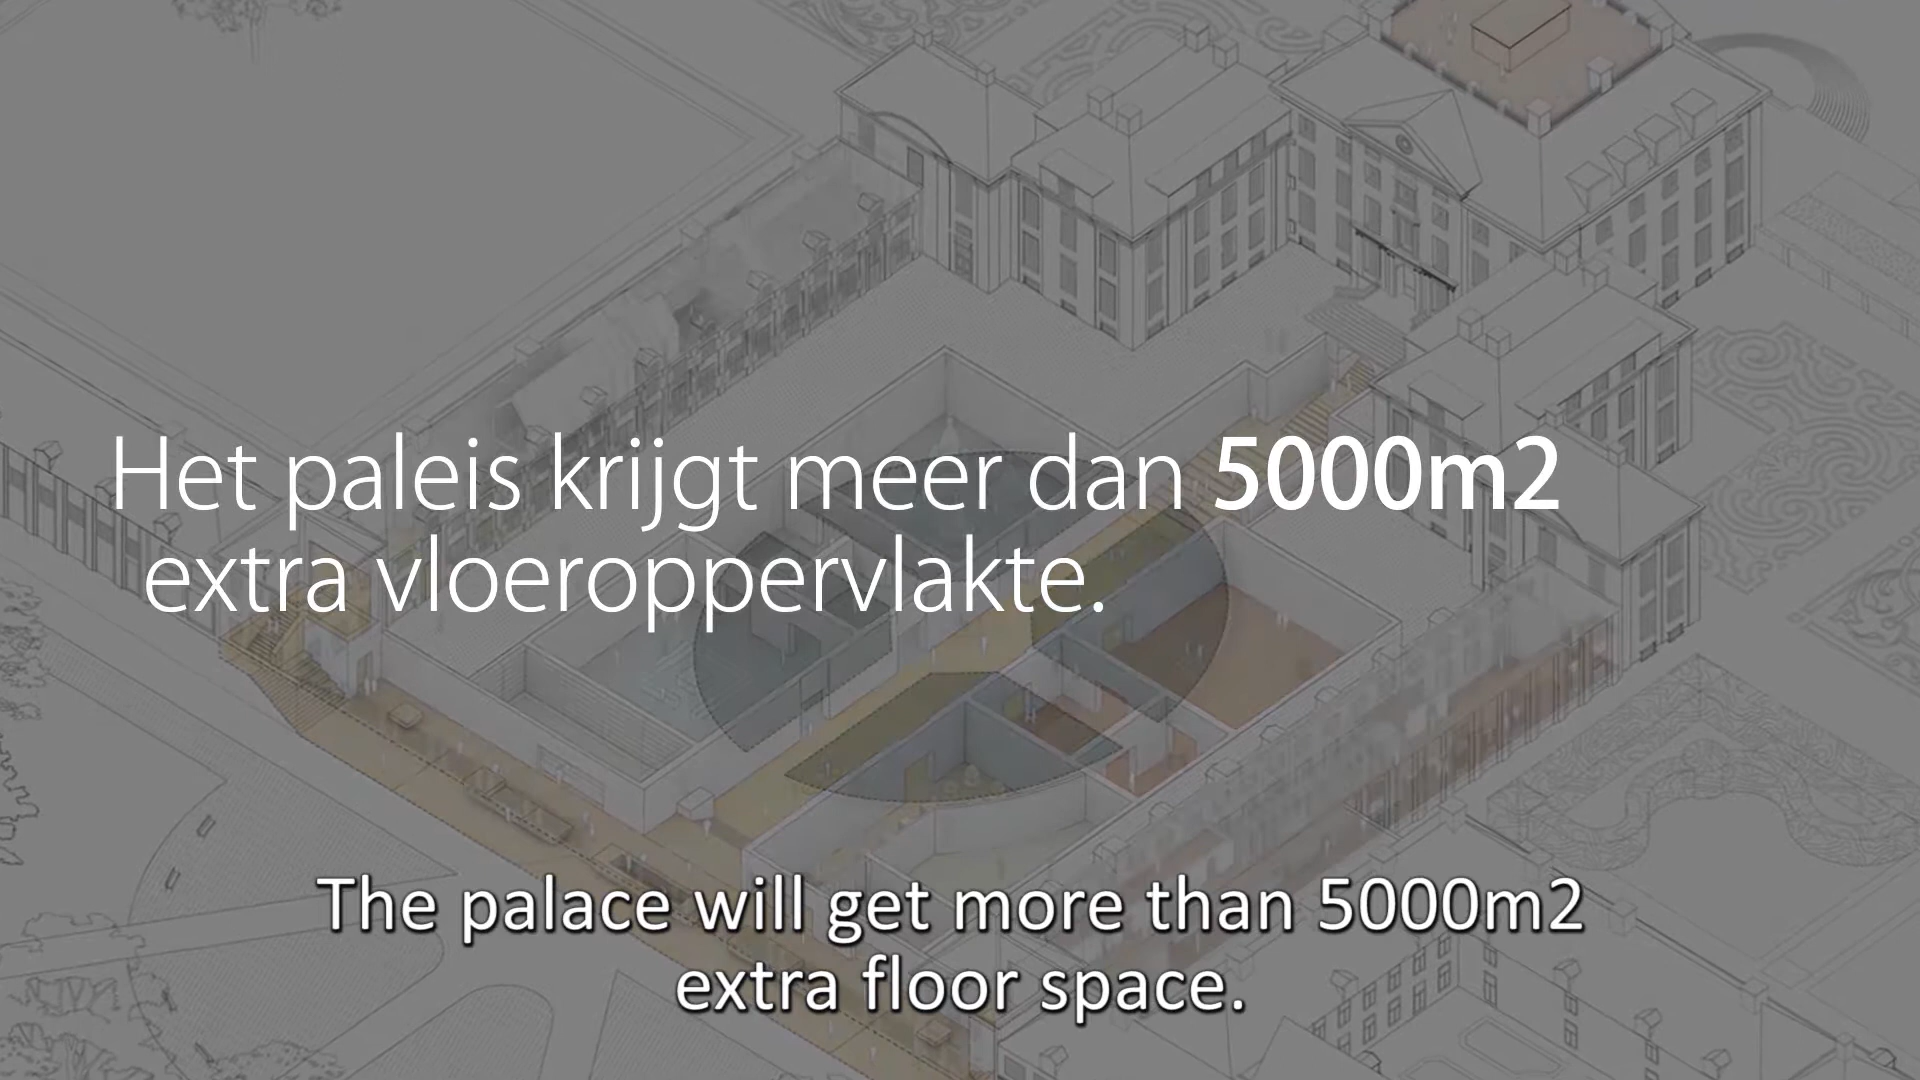 Het paleis krijgt meer dan 5000m2
extra vloeroppervlakte.
The palace will get more than 5000m2
extra floor space.